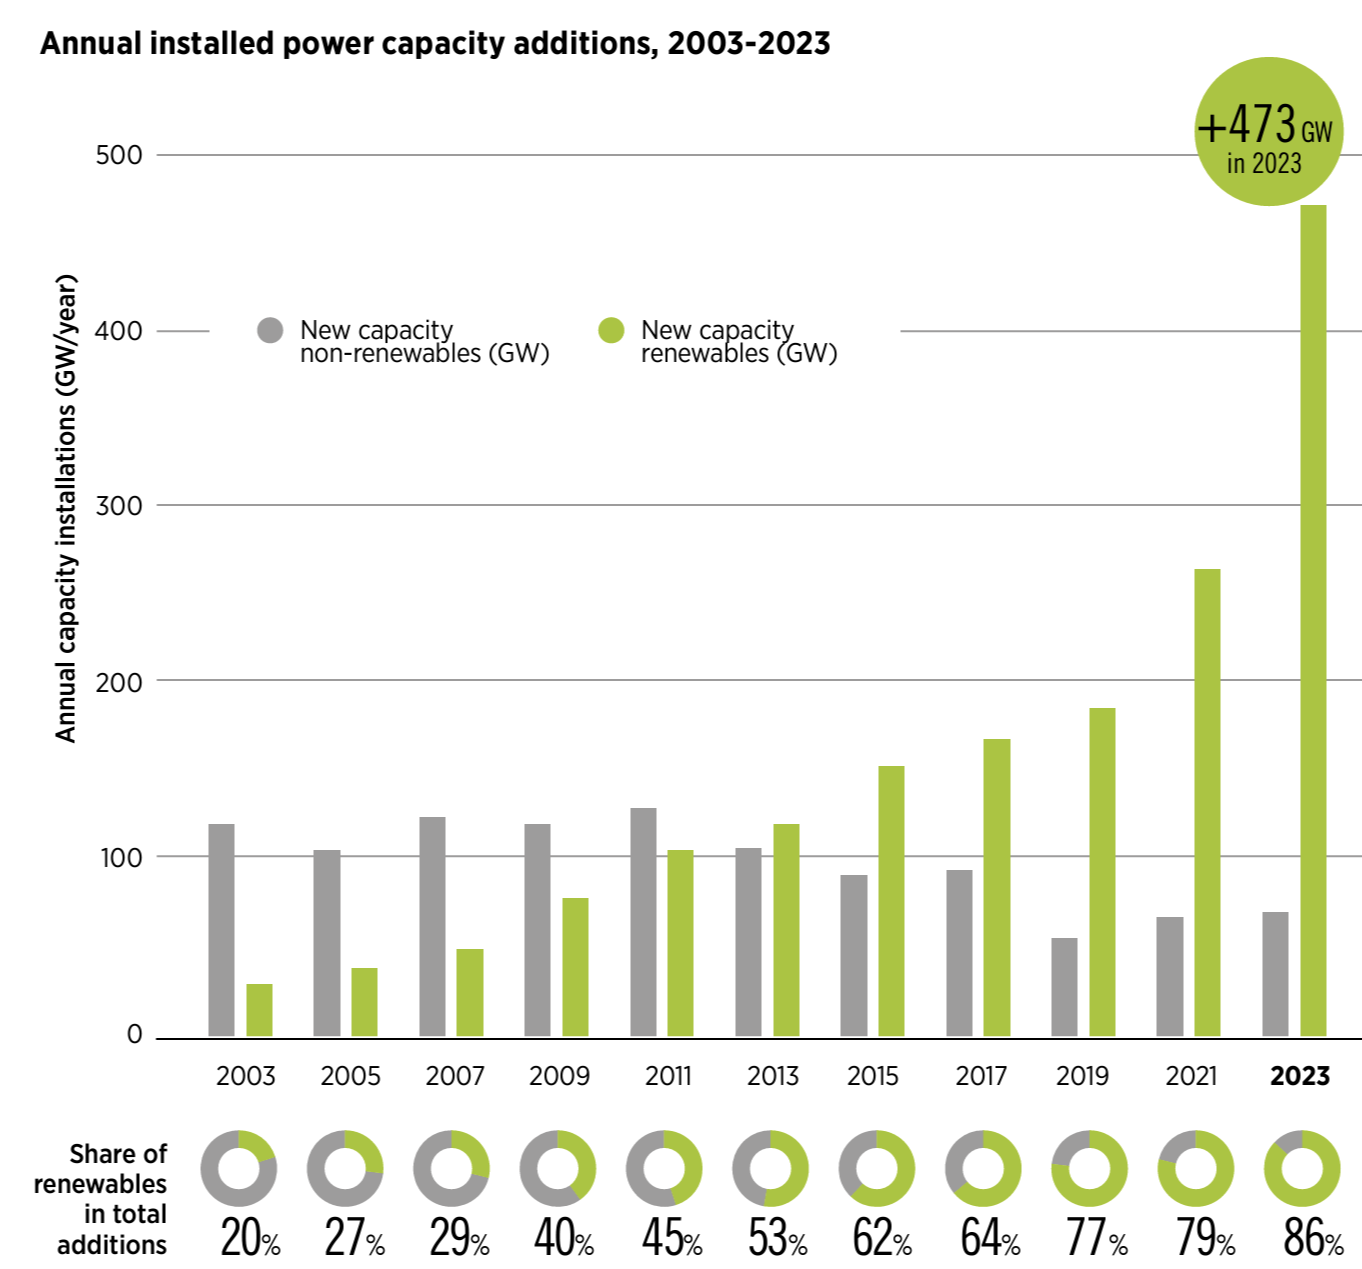 Annual installed power capacity additions, 2003-2023
+473 GW
in 2023
500
400
300
200
100
0
Annual capacity installations (GW/year)
New capacity
non-renewables (GW)
New capacity
renewables (GW)
2003 2005 2007 2009 2011 2013 2015 2017 2019 2021 2023
Share of
renewables
in total
additions
20% 27% 29% 40% 45% 53% 62% 64% 77% 79% 86%